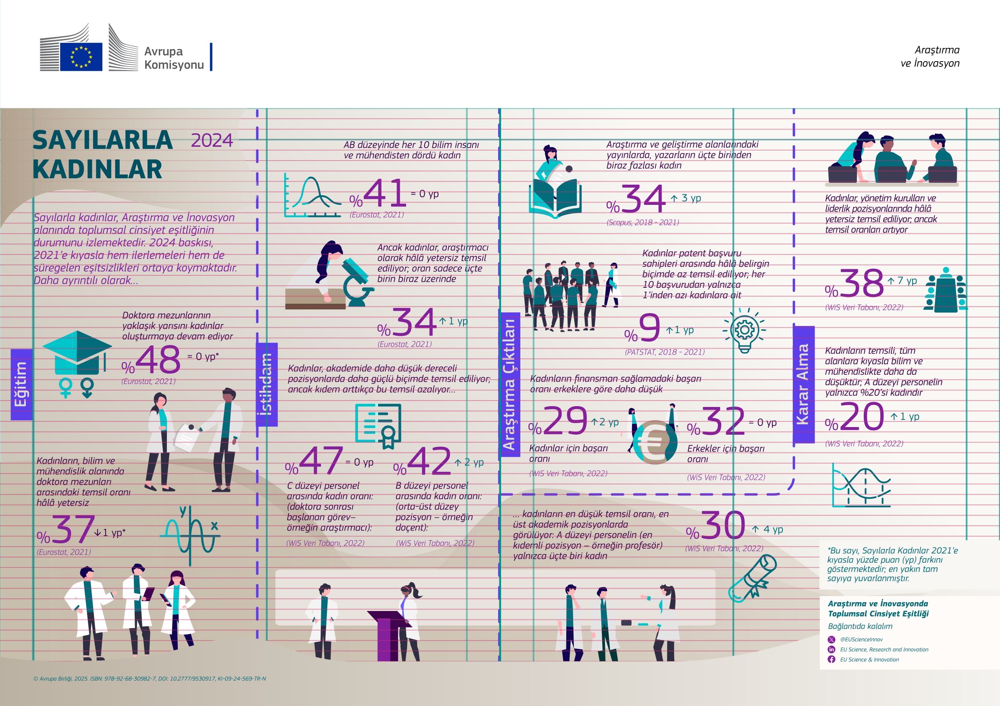 Avrupa
Komisyonu
Araştırma
ve İnovasyon
SAYILARLA
KADINLAR
2024
Sayılarla kadınlar, Araştırma ve İnovasyon
alanında toplumsal cinsiyet eşitliğinin
durumunu izlemektedir. 2024 baskısı,
2021’e kıyasla hem ilerlemeleri hem de
süregelen eşitsizlikleri ortaya koymaktadır.
Daha ayrıntılı olarak...
Eğitim
Doktora mezunlarının
yaklaşık yarısını kadınlar
oluşturmaya devam ediyor
%48 = 0 yp*
(Eurostat, 2021)
Kadınların, bilim ve
mühendislik alanında
doktora mezunları
arasındaki temsil oranı
hâlâ yetersiz
%37 ↓1 yp*
(Eurostat, 2021)
y
x
İstihdam
AB düzeyinde her 10 bilim insanı
ve mühendisten dördü kadın
%41 = 0 yp
(Eurostat, 2021)
Ancak kadınlar, araştırmacı
olarak hâlâ yetersiz temsil
ediliyor; oran sadece üçte
birin biraz üzerinde
%34 ↑ 1 yp
(Eurostat, 2021)
Kadınlar, akademide daha düşük dereceli
pozisyonlarda daha güçlü biçimde temsil ediliyor;
ancak kıdem arttıkça bu temsil azalıyor...
%47 = 0 yp
C düzeyi personel
arasında kadın oranı:
(doktora sonrası
başlanan görev–
örneğin araştırmacı):
(WiS Veri Tabanı, 2022)
%42 ↑ 2 yp
B düzeyi personel
arasında kadın oranı:
(orta-üst düzey
pozisyon – örneğin
doçent):
(WiS Veri Tabanı, 2022)
... kadınların en düşük temsil oranı, en
üst akademik pozisyonlarda
görülüyor: A düzeyi personelin (en
kıdemli pozisyon – örneğin profesör)
yalnızca üçte biri kadın
%30 ↑ 4 yp
(WiS Veri Tabanı, 2022)
Araştırma Çıktıları
Araştırma ve geliştirme alanlarındaki
yayınlarda, yazarların üçte birinden
biraz fazlası kadın
%34 ↑ 3 yp
(Scopus, 2018 - 2021)
Kadınlar patent başvuru
sahipleri arasında hâlâ belirgin
biçimde az temsil ediliyor; her
10 başvurudan yalnızca
1’inden azı kadınlara ait
%9 ↑1 yp
(PATSTAT, 2018 - 2021)
Kadınların finansman sağlamadaki başarı
oranı erkeklere göre daha düşük
%29 ↑2 yp
Kadınlar için başarı
oranı
(WiS Veri Tabanı, 2022)
€
%32 = 0 yp
Erkekler için başarı
oranı
(WiS Veri Tabanı, 2022)
Karar Alma
Kadınlar, yönetim kurulları ve
liderlik pozisyonlarında hâlâ
yetersiz temsil ediliyor; ancak
temsil oranları artıyor
%38 ↑ 7 yp
(WiS Veri Tabanı, 2022)
Kadınların temsili, tüm
alanlara kıyasla bilim ve
mühendislikte daha da
düşüktür; A düzeyi personelin
yalnızca %20’si kadındır
%20 ↑ 1 yp
(WiS Veri Tabanı, 2022)
*Bu sayı, Sayılarla Kadınlar 2021’e
kıyasla yüzde puan (yp) farkını
göstermektedir; en yakın tam
sayıya yuvarlanmıştır.
Araştırma ve İnovasyonda
Toplumsal Cinsiyet Eşitliği
Bağlantıda kalalım
@EUScienceInnov
EU Science, Research and Innovation
EU Science & Innovation
© Avrupa Birliği, 2025. ISBN: 978-92-68-30982-7, DOI: 10.2777/9530917, KI-09-24-569-TR-N